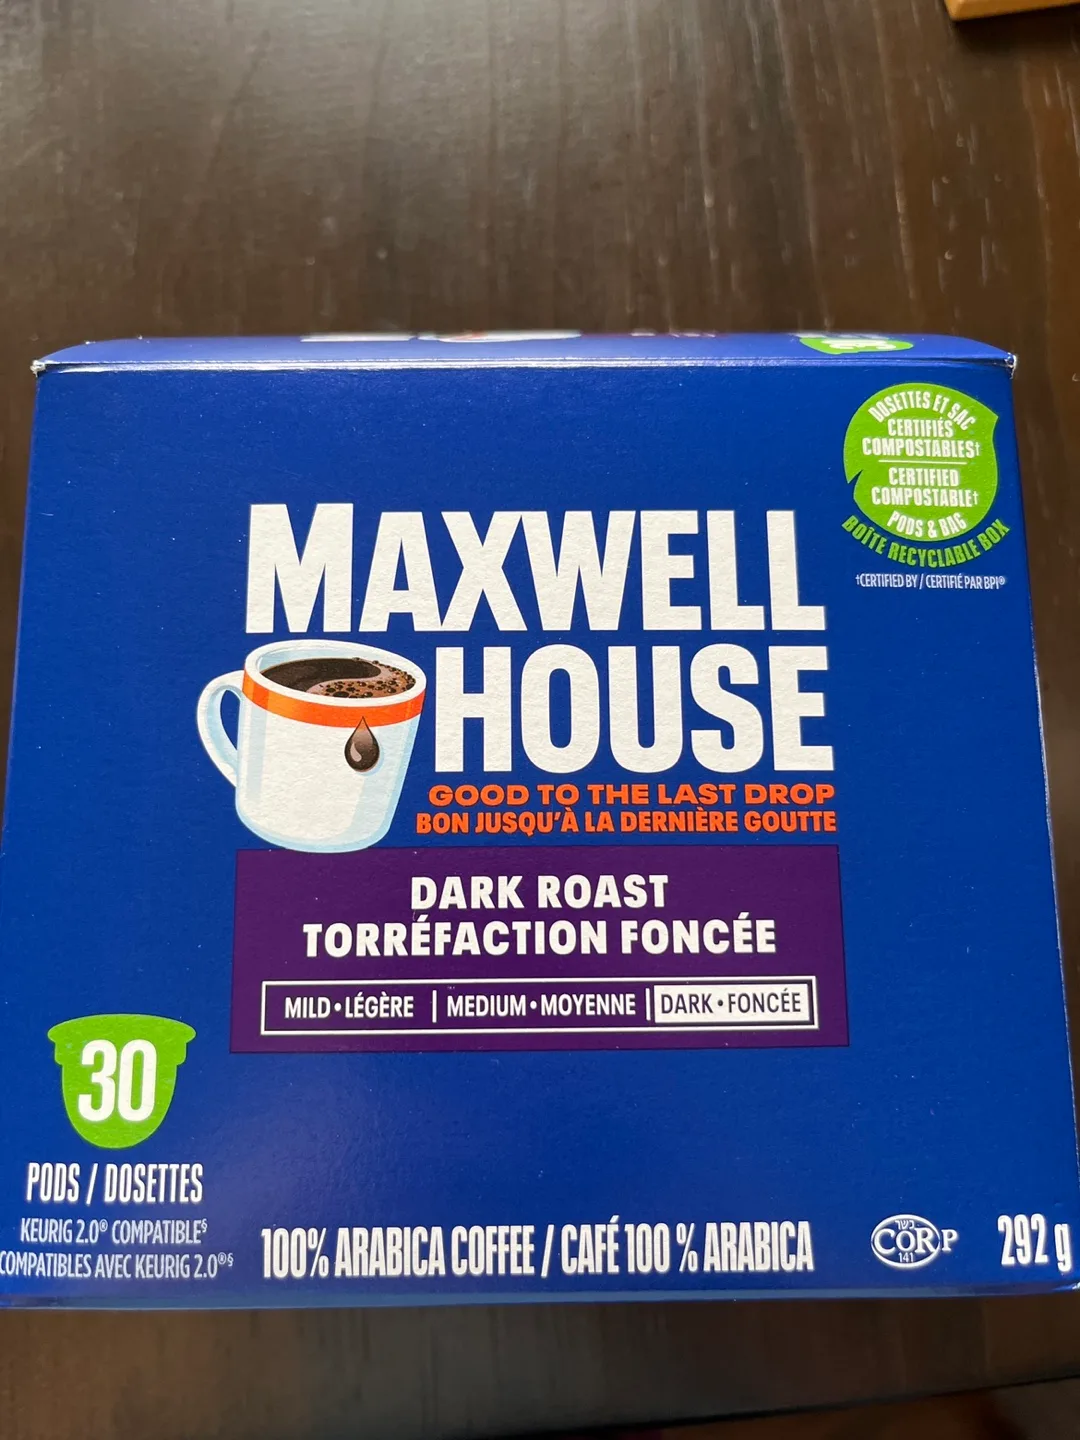 DOSETTES ET SAC
CERTIFIÉS
COMPOSTABLES†
CERTIFIED
COMPOSTABLE†
PODS & BAG
BOÎTE RECYCLABLE BOX
†CERTIFIED BY / CERTIFIÉ PAR BPI®
MAXWELL
HOUSE
GOOD TO THE LAST DROP
BON JUSQU'À LA DERNIÈRE GOUTTE
DARK ROAST
TORRÉFACTION FONCÉE
MILD•LÉGÈRE | MEDIUM•MOYENNE | DARK•FONCÉE
30
PODS / DOSETTES
KEURIG 2.0® COMPATIBLE§
COMPATIBLES AVEC KEURIG 2.0®§
100% ARABICA COFFEE / CAFÉ 100 % ARABICA
כשר
COR P
141
292 g